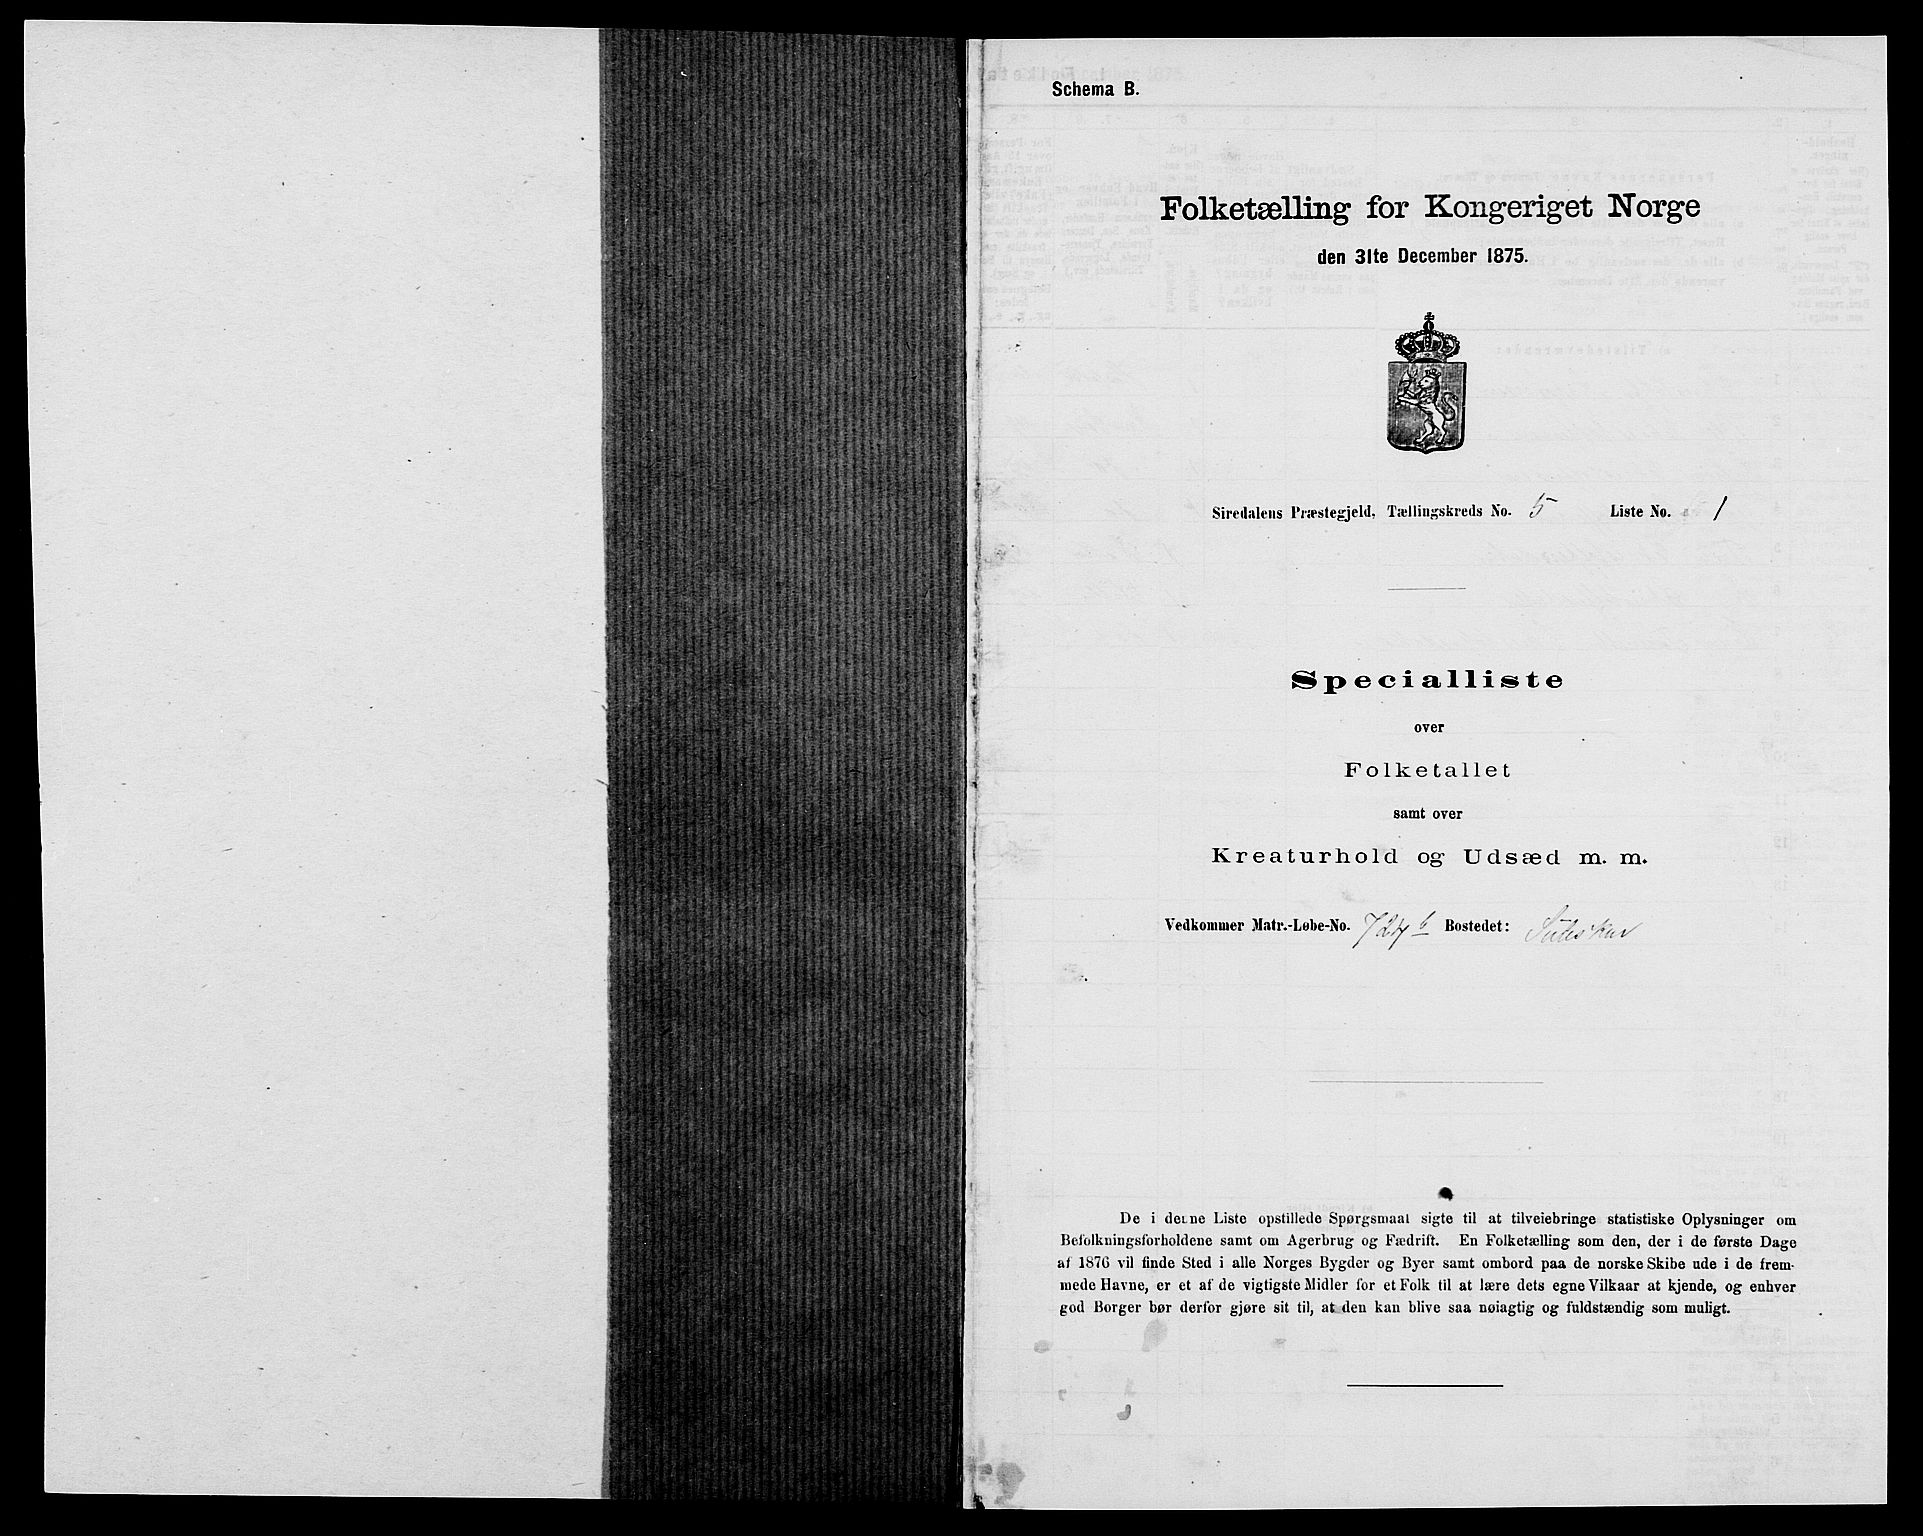 Schema B.
Folketælling for Kongeriget Norge
den 31te December 1875.
Siredalens Præstegjeld, Tællingskreds No. 5 Liste No. 1
Specialliste
over
Folketallet
samt over
Kreaturhold og Udsæd m. m.
Vedkommer Matr.-Løbe-No. 724 b Bostedet: Suleskar
De i denne Liste opstillede Spørgsmaal sigte til at tilveiebringe statistiske Oplysninger om
Befolkningsforholdene samt om Agerbrug og Fædrift. En Folketælling som den, der i de første Dage
af 1876 vil finde Sted i alle Norges Bygder og Byer samt ombord paa de norske Skibe ude i de frem-
mede Havne, er et af de vigtigste Midler for et Folk til at lære dets egne Vilkaar at kjende, og enhver
god Borger bør derfor gjøre sit til, at den kan blive saa nøiagtig og fuldstændig som muligt.